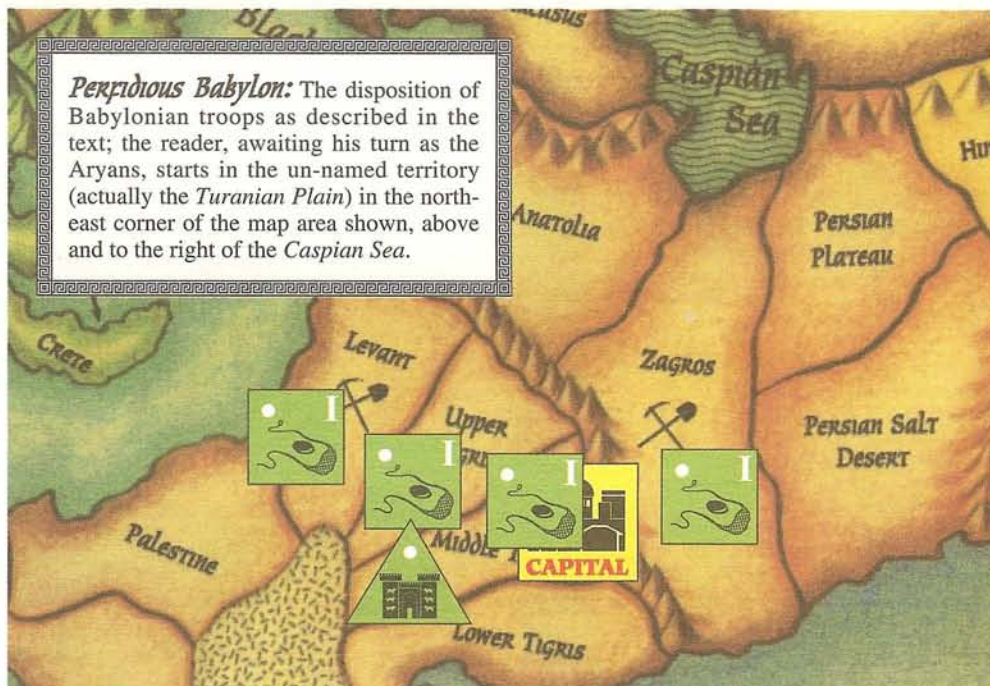 Perfidious Babylon: The disposition of
Babylonian troops as described in the
text; the reader, awaiting his turn as the
Aryans, starts in the un-named territory
(actually the Turanian Plain) in the north-
east corner of the map area shown, above
and to the right of the Caspian Sea.
Caspian
Sea
Anatolia
Persian
Plateau
Crete
Levant
Zagros
Upper
Persian Salt
Desert
I
I
I
I
Palestine
Middle
CAPITAL
Lower Tigris